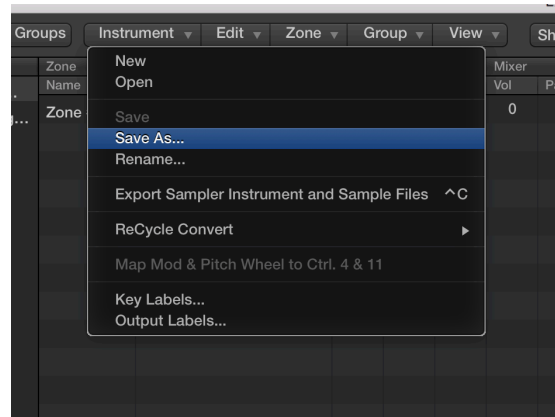 Groups Instrument Edit Zone Group View Sh
Zone Mixer
Name Vol
Zone 0
New
Open
Save
Save As...
Rename...
Export Sampler Instrument and Sample Files ^C
ReCycle Convert
Map Mod & Pitch Wheel to Ctrl. 4 & 11
Key Labels...
Output Labels...